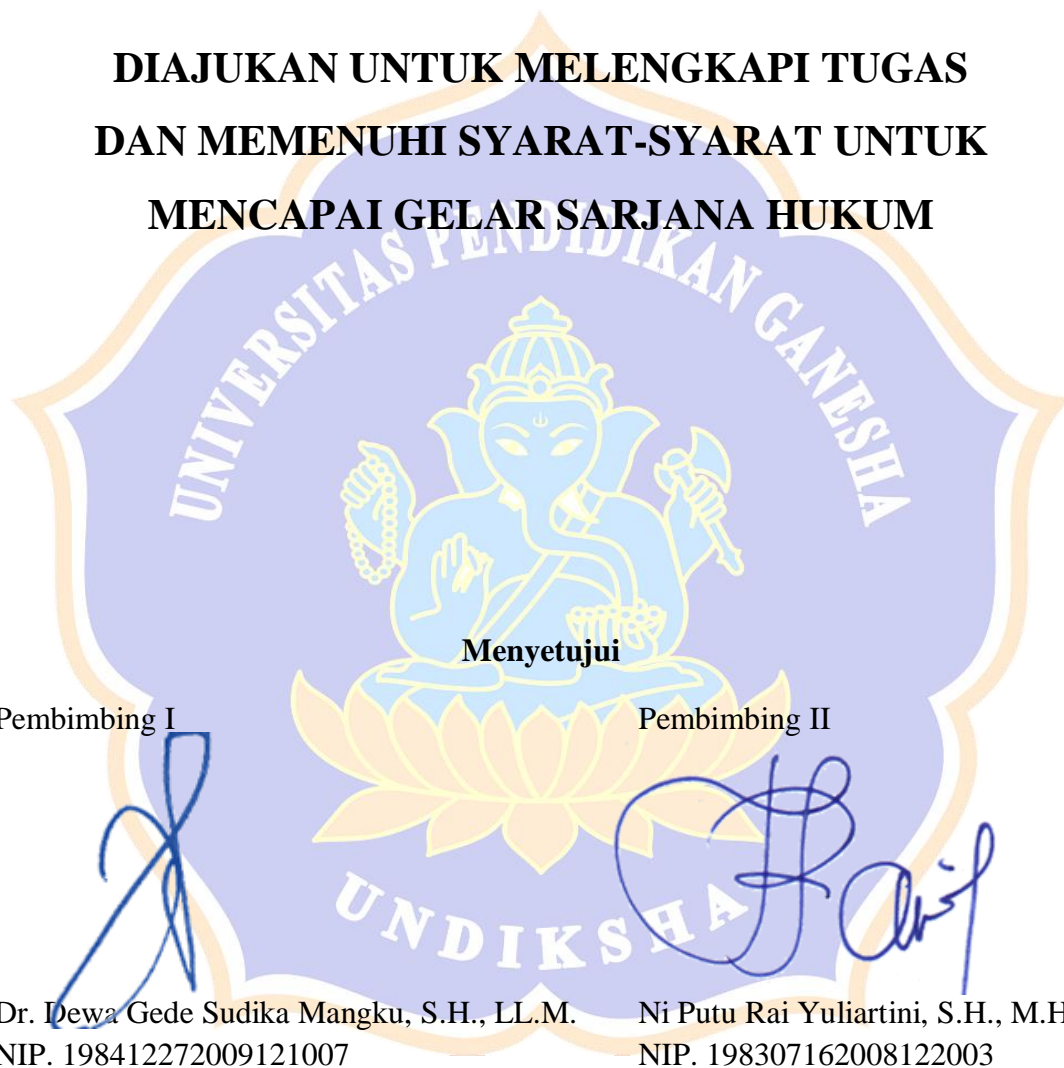 DIAJUKAN UNTUK MELENGKAPI TUGAS
DAN MEMENUHI SYARAT-SYARAT UNTUK
MENCAPAI GELAR SARJANA HUKUM
UNIVERSITAS PENDIDIKAN GANESHA
Menyetujui
Pembimbing I
Pembimbing II
UNDIKSHA
Dr. Dewa Gede Sudika Mangku, S.H., LL.M.
NIP. 198412272009121007
Ni Putu Rai Yuliartini, S.H., M.H
NIP. 198307162008122003